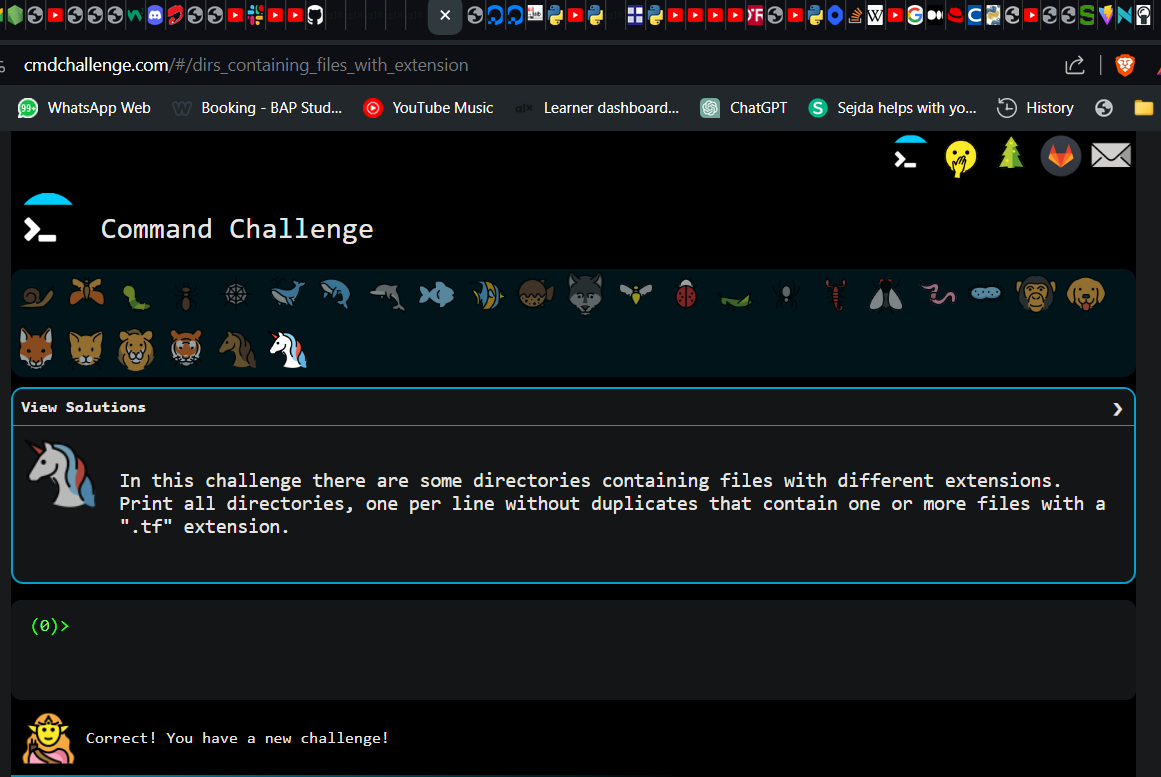 cmdchallenge.com/#/dirs_containing_files_with_extension
99+ WhatsApp Web W Booking - BAP Stud... YouTube Music alx Learner dashboard... ChatGPT S Sejda helps with yo... History
Command Challenge
View Solutions
In this challenge there are some directories containing files with different extensions.
Print all directories, one per line without duplicates that contain one or more files with a
".tf" extension.
(0)>
Correct! You have a new challenge!